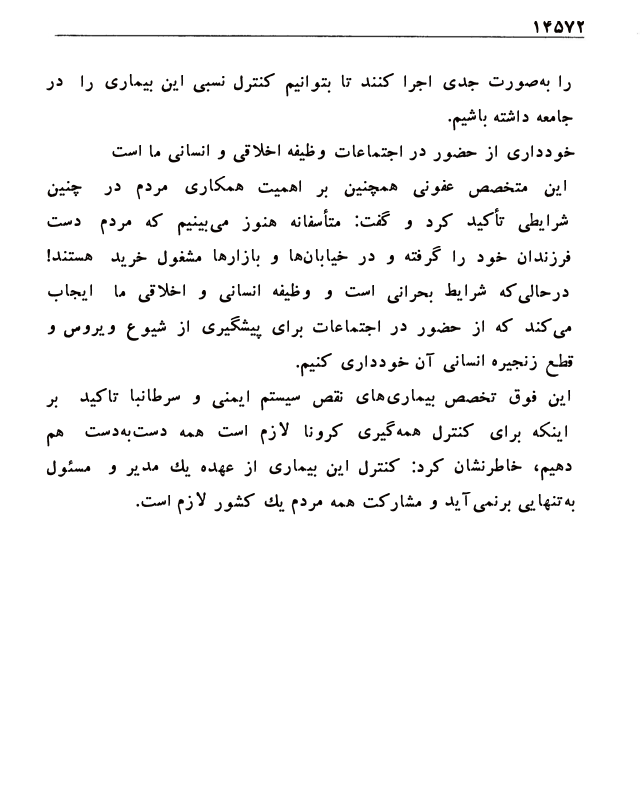 ۱۴۵۷۲
را به‌صورت جدی اجرا کنند تا بتوانیم کنترل نسبی این بیماری را در
جامعه داشته باشیم.
خودداری از حضور در اجتماعات وظیفه اخلاقی و انسانی ما است
این متخصص عفونی همچنین بر اهمیت همکاری مردم در چنین
شرایطی تأکید کرد و گفت: متأسفانه هنوز می‌بینیم که مردم دست
فرزندان خود را گرفته و در خیابان‌ها و بازارها مشغول خرید هستند!
درحالی‌که شرایط بحرانی است و وظیفه انسانی و اخلاقی ما ایجاب
می‌کند که از حضور در اجتماعات برای پیشگیری از شیوع ویروس و
قطع زنجیره انسانی آن خودداری کنیم.
این فوق تخصص بیماری‌های نقص سیستم ایمنی و سرطانبا تاکید بر
اینکه برای کنترل همه‌گیری کرونا لازم است همه دست‌به‌دست هم
دهیم، خاطرنشان کرد: کنترل این بیماری از عهده یك مدیر و مسئول
به‌تنهایی برنمی‌آید و مشارکت همه مردم یك کشور لازم است.